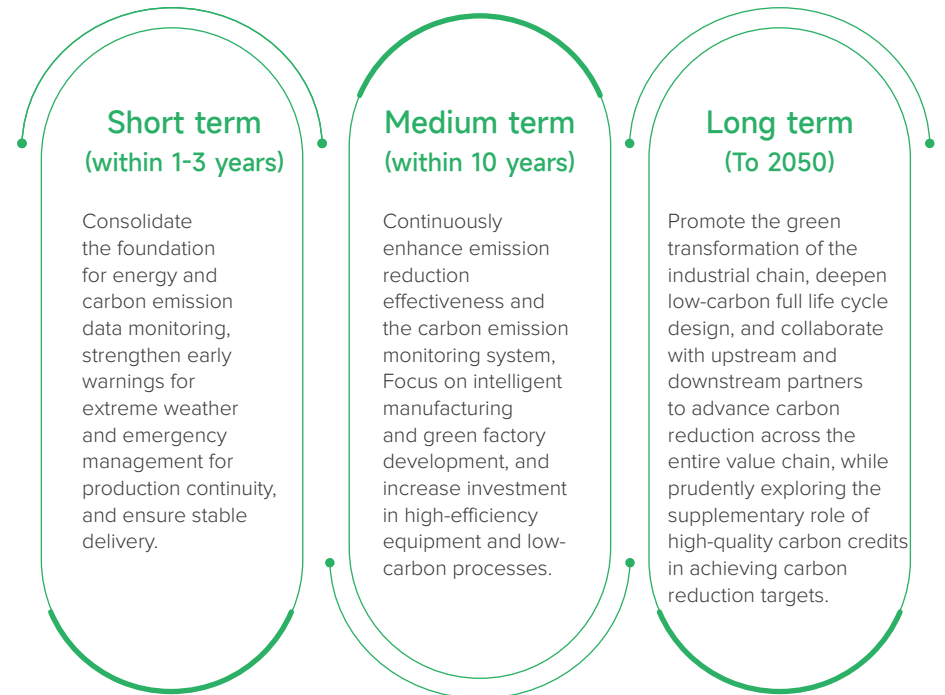 Short term
(within 1-3 years)
Consolidate
the foundation
for energy and
carbon emission
data monitoring,
strengthen early
warnings for
extreme weather
and emergency
management for
production continuity,
and ensure stable
delivery.
Medium term
(within 10 years)
Continuously
enhance emission
reduction
effectiveness and
the carbon emission
monitoring system,
Focus on intelligent
manufacturing
and green factory
development, and
increase investment
in high-efficiency
equipment and low-
carbon processes.
Long term
(To 2050)
Promote the green
transformation of the
industrial chain, deepen
low-carbon full life cycle
design, and collaborate
with upstream and
downstream partners
to advance carbon
reduction across the
entire value chain, while
prudently exploring the
supplementary role of
high-quality carbon credits
in achieving carbon
reduction targets.